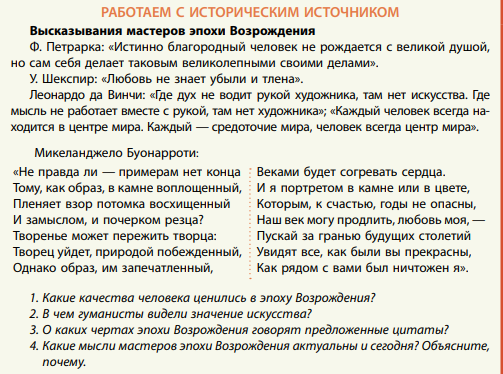 РАБОТАЕМ С ИСТОРИЧЕСКИМ ИСТОЧНИКОМ
Высказывания мастеров эпохи Возрождения
Ф. Петрарка: «Истинно благородный человек не рождается с великой душой,
но сам себя делает таковым великолепными своими делами».
У. Шекспир: «Любовь не знает убыли и тлена».
Леонардо да Винчи: «Где дух не водит рукой художника, там нет искусства. Где
мысль не работает вместе с рукой, там нет художника»; «Каждый человек всегда на-
ходится в центре мира. Каждый — средоточие мира, человек всегда центр мира».
Микеланджело Буонарроти:
«Не правда ли — примерам нет конца
Тому, как образ, в камне воплощенный,
Пленяет взор потомка восхищенный
И замыслом, и почерком резца?
Творенье может пережить творца:
Творец уйдет, природой побежденный,
Однако образ, им запечатленный,
Веками будет согревать сердца.
И я портретом в камне или в цвете,
Которым, к счастью, годы не опасны,
Наш век могу продлить, любовь моя, —
Пускай за гранью будущих столетий
Увидят все, как были вы прекрасны,
Как рядом с вами был ничтожен я».
1. Какие качества человека ценились в эпоху Возрождения?
2. В чем гуманисты видели значение искусства?
3. О каких чертах эпохи Возрождения говорят предложенные цитаты?
4. Какие мысли мастеров эпохи Возрождения актуальны и сегодня? Объясните,
почему.